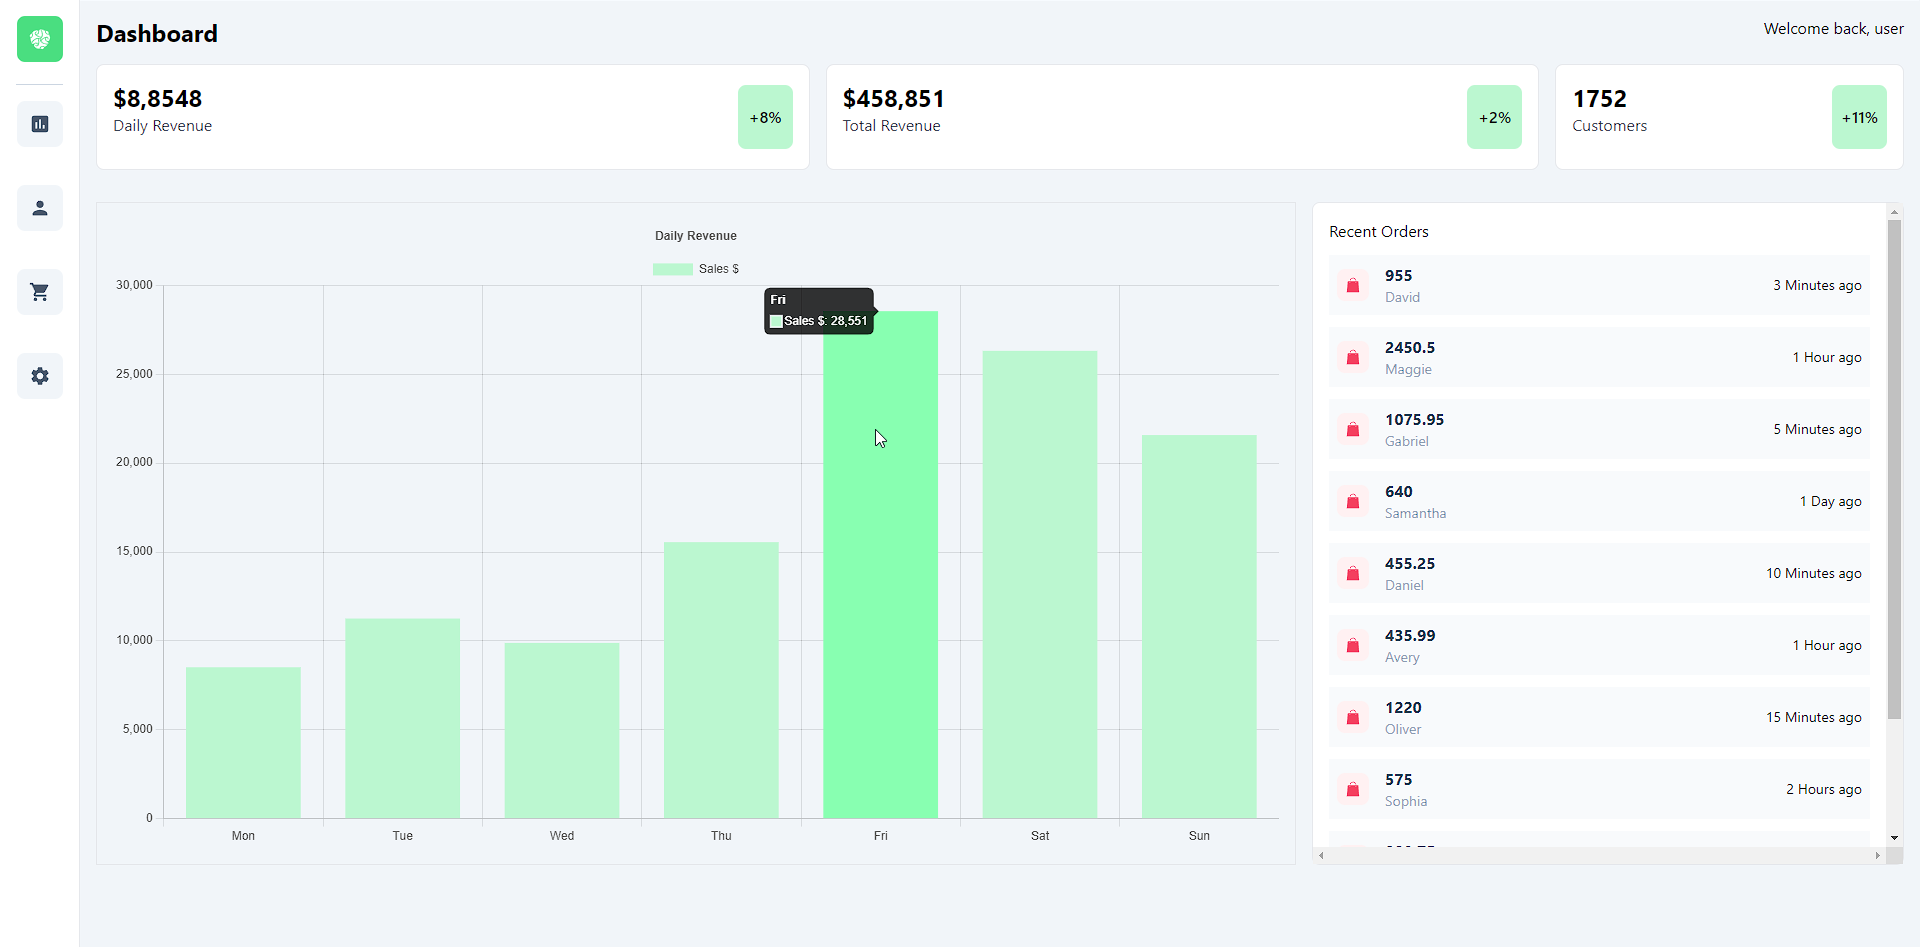 Dashboard
Welcome back, user
$8,8548
Daily Revenue
+8%
$458,851
Total Revenue
+2%
1752
Customers
+11%
Daily Revenue
Sales $
30,000
25,000
20,000
15,000
10,000
5,000
0
Fri
Sales $: 28,551
Mon Tue Wed Thu Fri Sat Sun
Recent Orders
955
David
3 Minutes ago
2450.5
Maggie
1 Hour ago
1075.95
Gabriel
5 Minutes ago
640
Samantha
1 Day ago
455.25
Daniel
10 Minutes ago
435.99
Avery
1 Hour ago
1220
Oliver
15 Minutes ago
575
Sophia
2 Hours ago